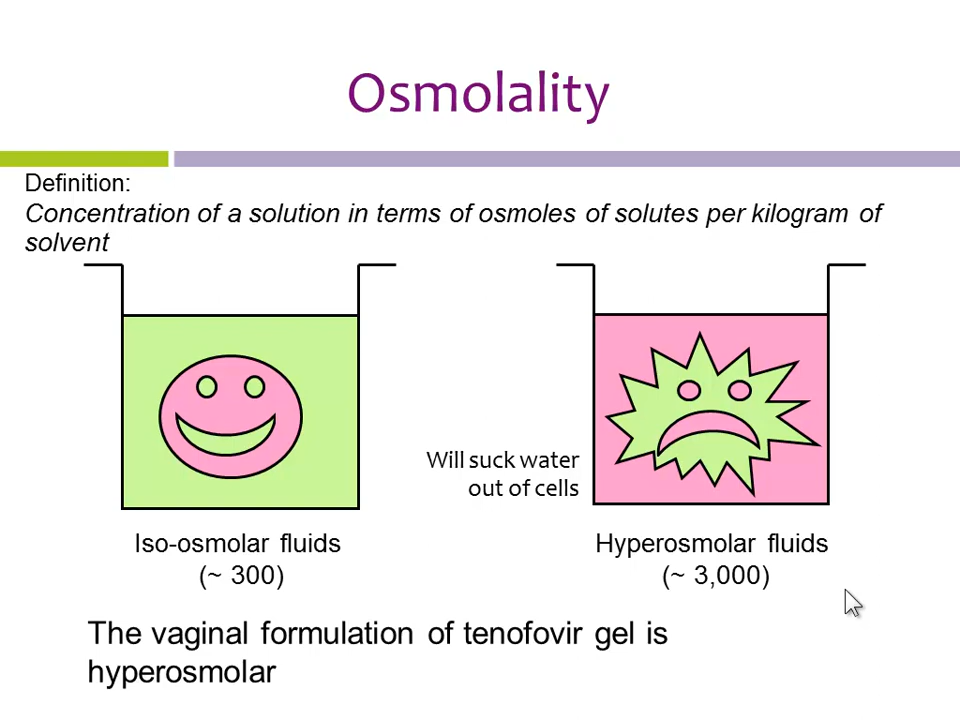 Osmolality
Definition:
Concentration of a solution in terms of osmoles of solutes per kilogram of
solvent
Will suck water
out of cells
Iso-osmolar fluids
(~ 300)
Hyperosmolar fluids
(~ 3,000)
The vaginal formulation of tenofovir gel is
hyperosmolar